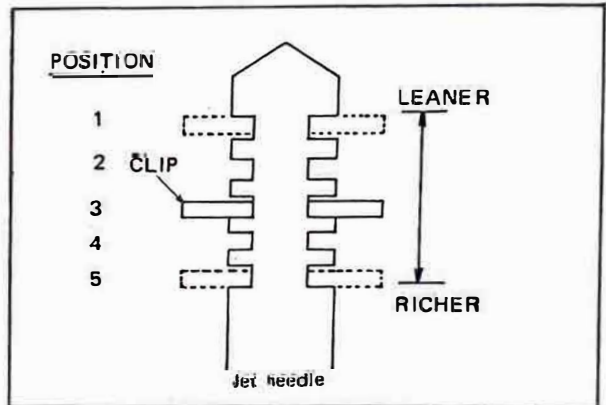 POSITION
LEANER
1
2 CLIP
3
4
5
RICHER
Jet needle